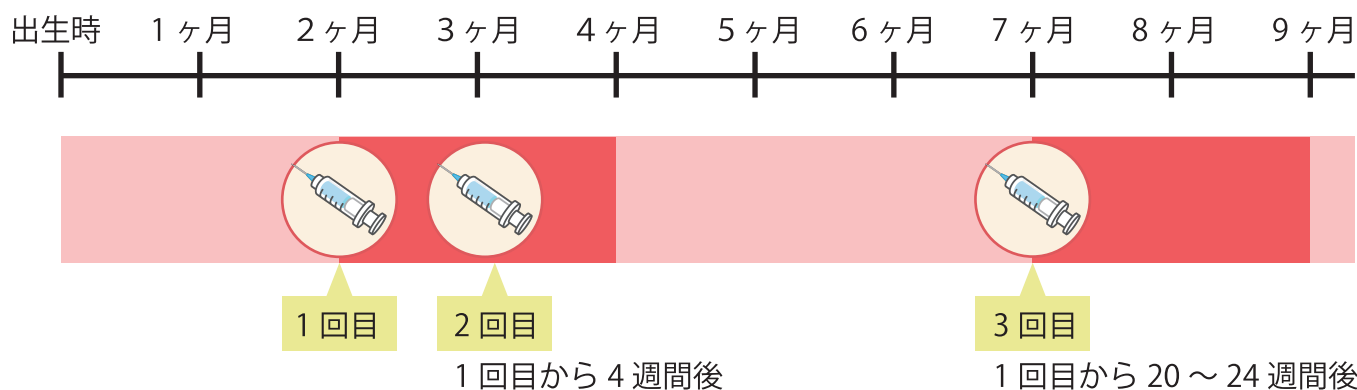 出生時 1ヶ月 2ヶ月 3ヶ月 4ヶ月 5ヶ月 6ヶ月 7ヶ月 8ヶ月 9ヶ月
1回目 2回目 3回目
1回目から4週間後 1回目から20～24週間後